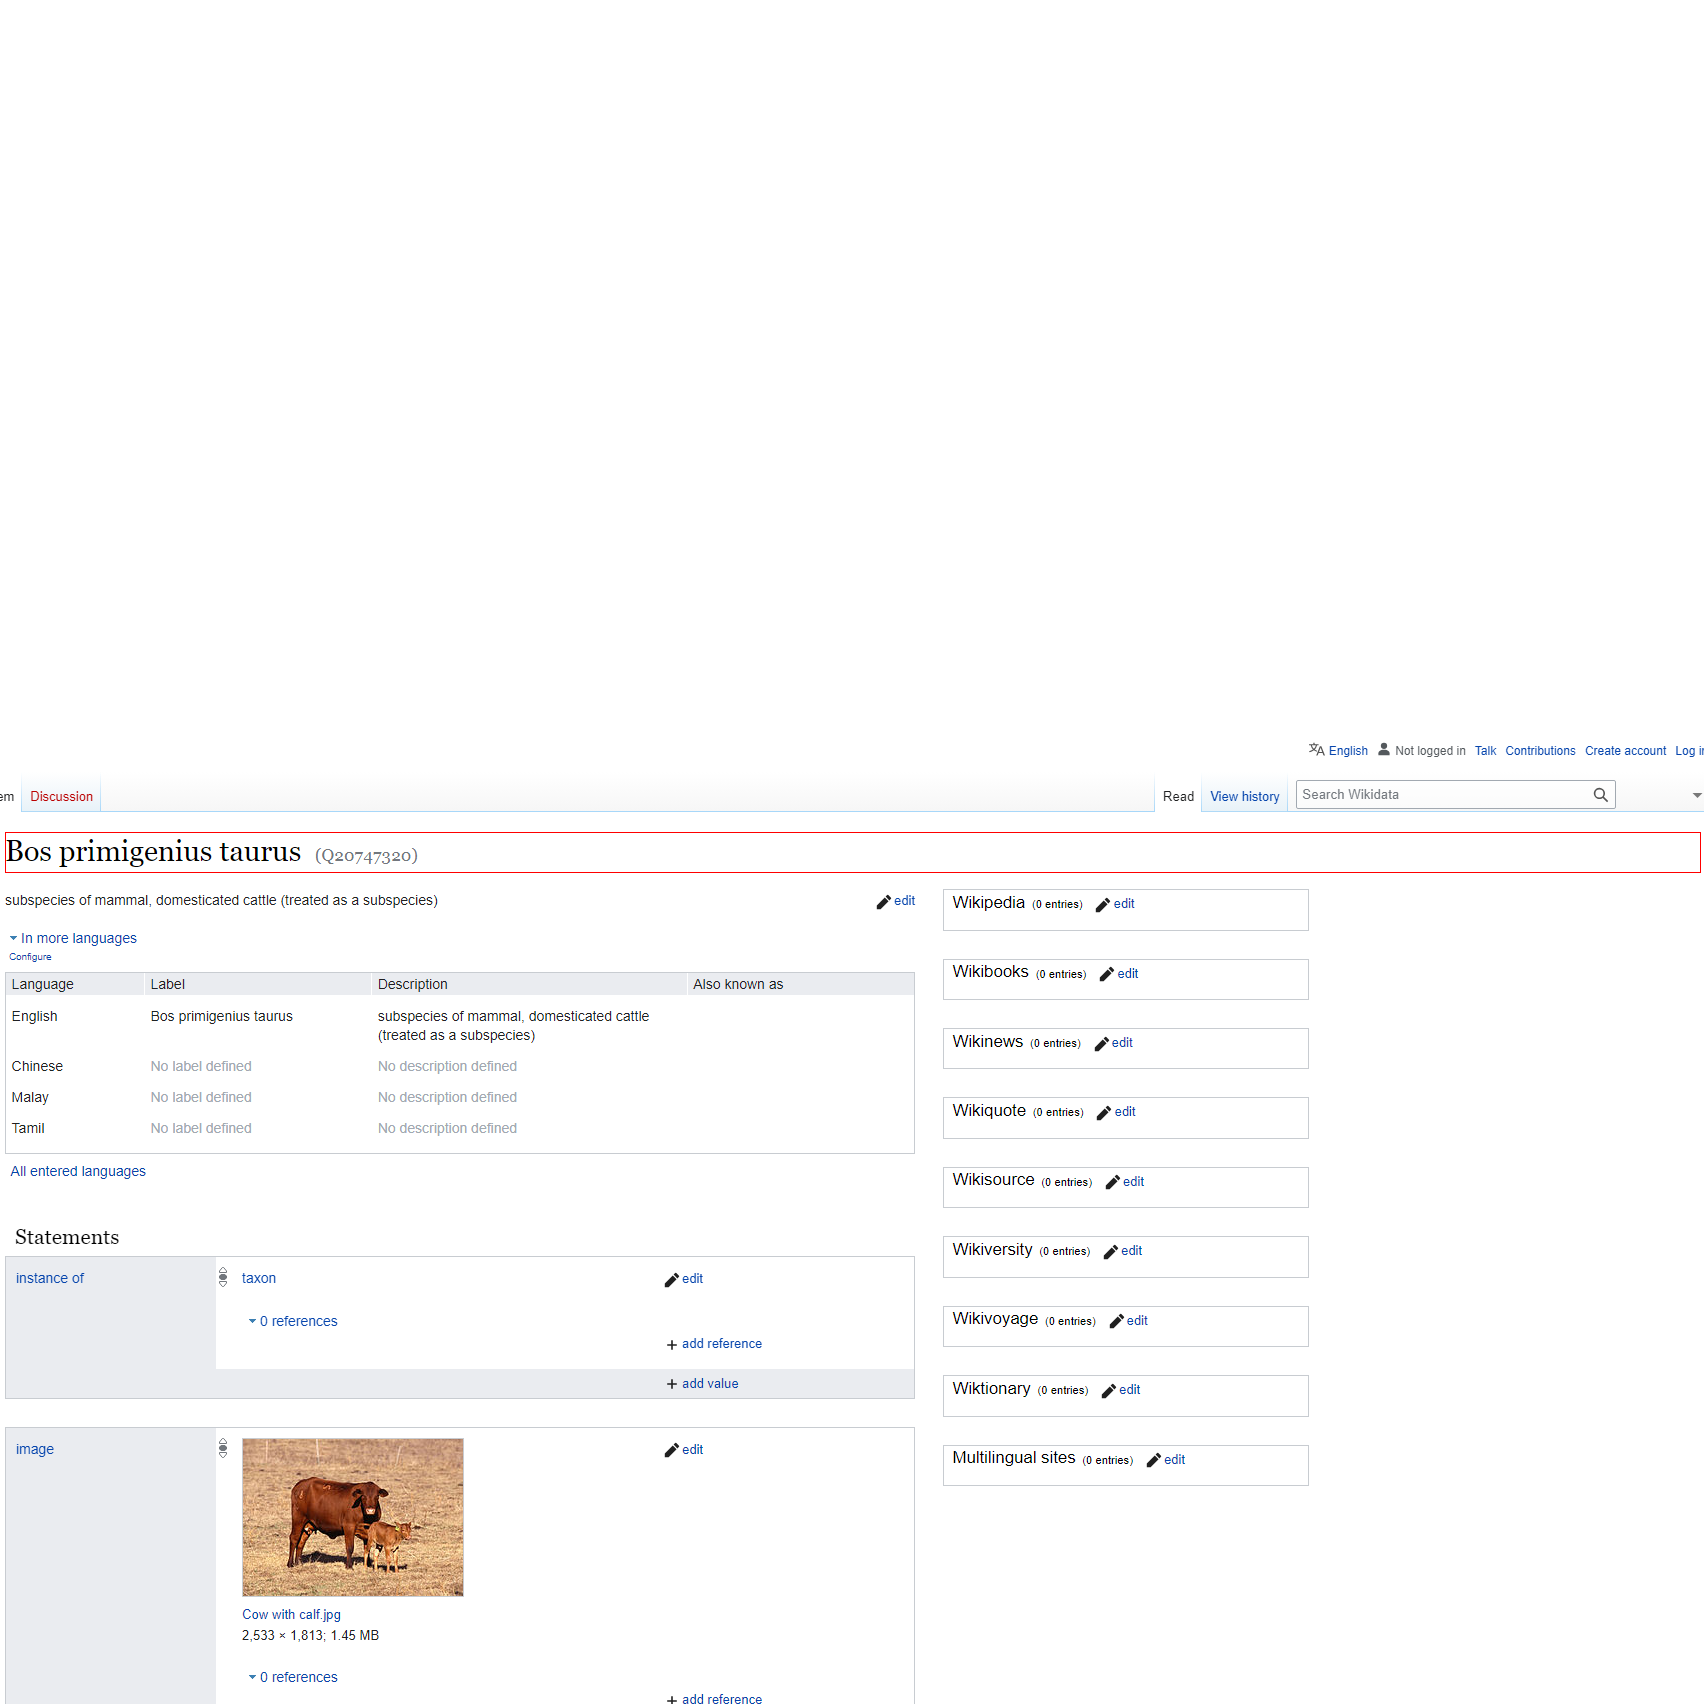 English Not logged in Talk Contributions Create account Log in
em Discussion Read View history Search Wikidata
Bos primigenius taurus (Q20747320)
subspecies of mammal, domesticated cattle (treated as a subspecies) edit
In more languages
Configure
Language Label Description Also known as
English Bos primigenius taurus subspecies of mammal, domesticated cattle
(treated as a subspecies)
Chinese No label defined No description defined
Malay No label defined No description defined
Tamil No label defined No description defined
All entered languages
Statements
instance of taxon edit
0 references
+ add reference
+ add value
image edit
Cow with calf.jpg
2,533 × 1,813; 1.45 MB
0 references
+ add reference
Wikipedia (0 entries) edit
Wikibooks (0 entries) edit
Wikinews (0 entries) edit
Wikiquote (0 entries) edit
Wikisource (0 entries) edit
Wikiversity (0 entries) edit
Wikivoyage (0 entries) edit
Wiktionary (0 entries) edit
Multilingual sites (0 entries) edit